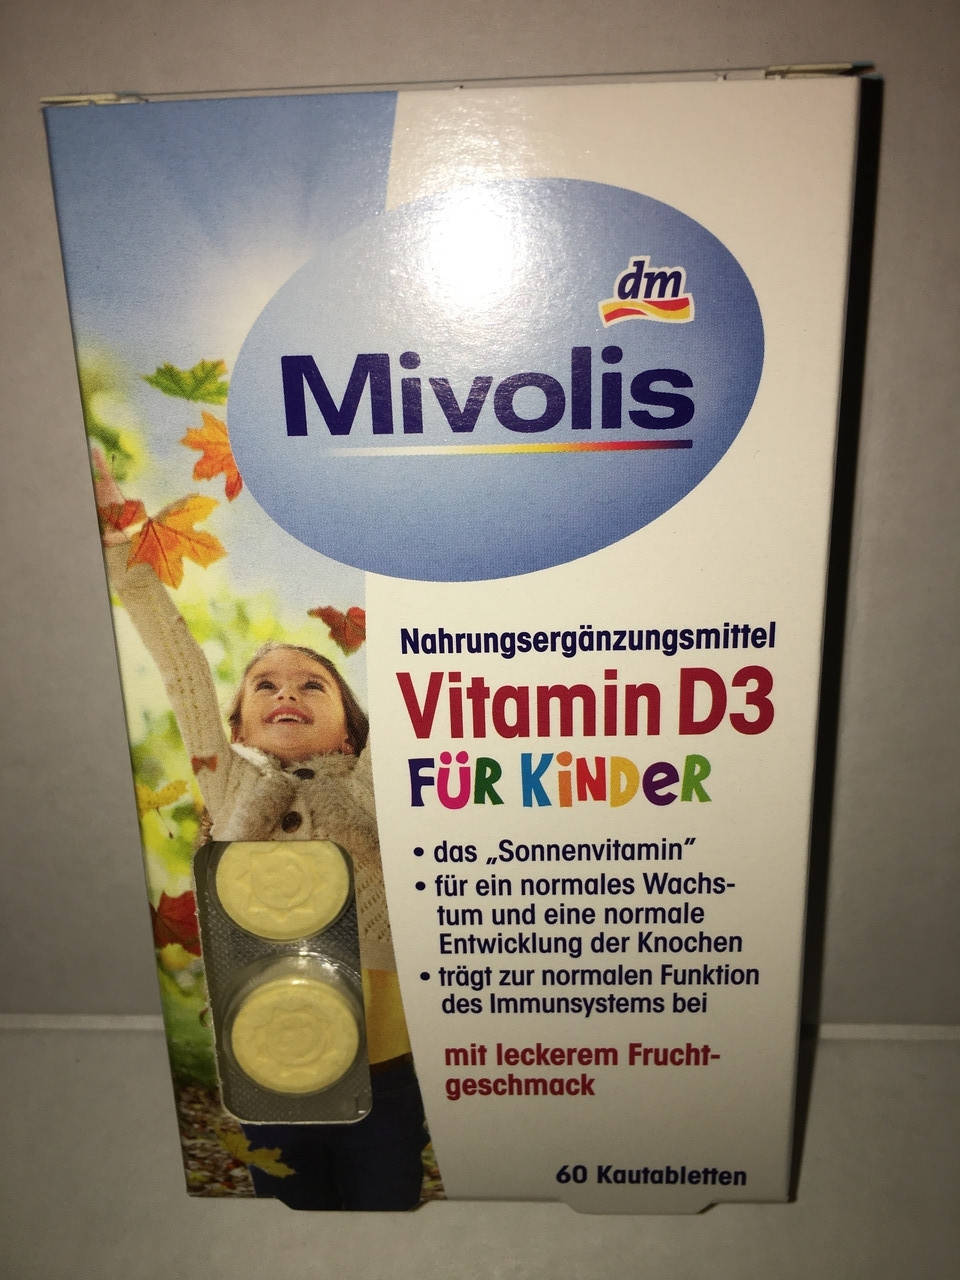 dm
Mivolis
Nahrungsergänzungsmittel
Vitamin D3
FÜR KiNDeR
• das „Sonnenvitamin”
• für ein normales Wachs-
tum und eine normale
Entwicklung der Knochen
• trägt zur normalen Funktion
des Immunsystems bei
mit leckerem Frucht-
geschmack
60 Kautabletten